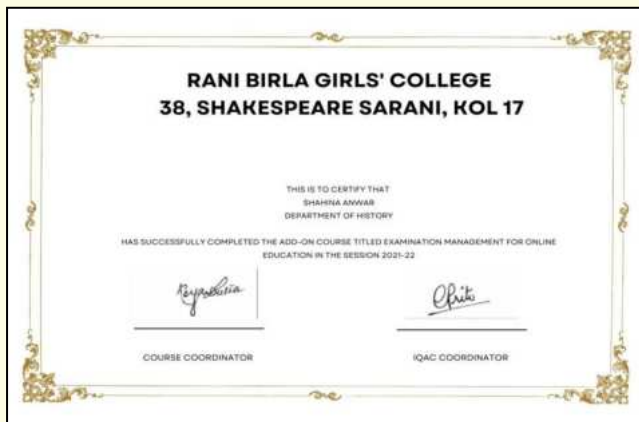 RANI BIRLA GIRLS' COLLEGE
38, SHAKESPEARE SARANI, KOL 17
THIS IS TO CERTIFY THAT
SHAHINA ANWAR
DEPARTMENT OF HISTORY
HAS SUCCESSFULLY COMPLETED THE ADD-ON COURSE TITLED EXAMINATION MANAGEMENT FOR ONLINE
EDUCATION IN THE SESSION 2021-22
COURSE COORDINATOR
IQAC COORDINATOR